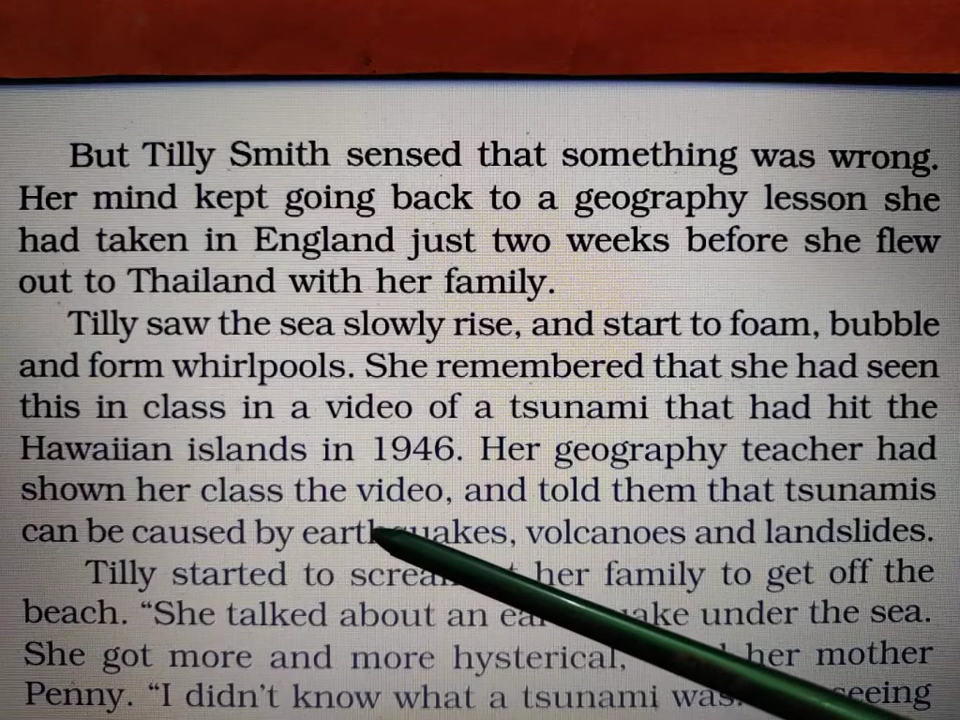 But Tilly Smith sensed that something was wrong.
Her mind kept going back to a geography lesson she
had taken in England just two weeks before she flew
out to Thailand with her family.
Tilly saw the sea slowly rise, and start to foam, bubble
and form whirlpools. She remembered that she had seen
this in class in a video of a tsunami that had hit the
Hawaiian islands in 1946. Her geography teacher had
shown her class the video, and told them that tsunamis
can be caused by earthquakes, volcanoes and landslides.
Tilly started to her family to get off the
beach. “She talked about an under the sea.
She got more and more hysterical, her mother
Penny. “I didn’t know what a tsunami was. seeing